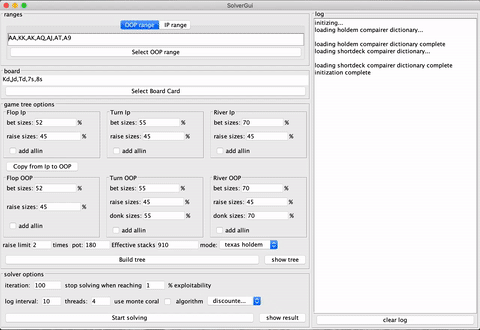 SolverGui
ranges
OOP range IP range
AA,KK,AK,AQ,AJ,AT,A9
Select OOP range
board
Kd,Jd,Td,7s,8s
Select Board Card
game tree options
Flop Ip Turn Ip River Ip
bet sizes: 52 % bet sizes: 55 % bet sizes: 70 %
raise sizes: 45 % raise sizes: 45 % raise sizes: 45 %
add allin add allin add allin
Copy from Ip to OOP
Flop OOP Turn OOP River OOP
bet sizes: 52 % bet sizes: 55 % bet sizes: 70 %
raise sizes: 45 % raise sizes: 45 % raise sizes: 45 %
donk sizes: 55 % donk sizes: 70 %
add allin add allin add allin
raise limit 2 times pot: 180 Effective stacks 910 mode: texas holdem
Build tree show tree
solver options
iteration: 100 stop solving when reaching 1 % exploitability
log interval: 10 threads: 4 use monte coral algorithm discounte...
Start solving show result
log
initizing...
loading holdem compairer dictionary...
loading holdem compairer dictionary complete
loading shortdeck compairer dictionary...
loading shortdeck compairer dictionary complete
initization complete
clear log